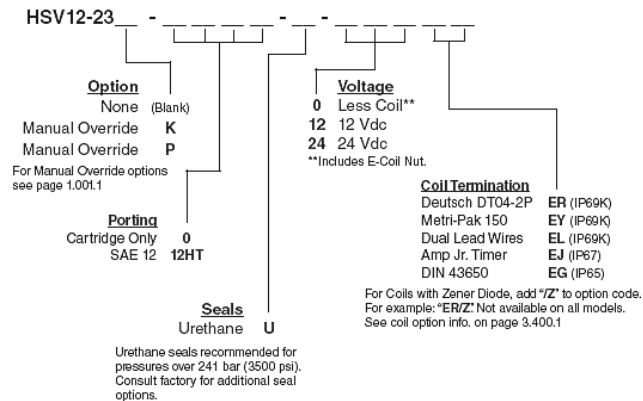 HSV12-23__ - __ __ __ __ - __ - __ __ __ __ __
Option
None (Blank)
Manual Override K
Manual Override P
For Manual Override options
see page 1.001.1
Porting
Cartridge Only 0
SAE 12 12HT
Seals
Urethane U
Urethane seals recommended for
pressures over 241 bar (3500 psi).
Consult factory for additional seal
options.
Voltage
0 Less Coil**
12 12 Vdc
24 24 Vdc
**Includes E-Coil Nut.
Coil Termination
Deutsch DT04-2P ER (IP69K)
Metri-Pak 150 EY (IP69K)
Dual Lead Wires EL (IP69K)
Amp Jr. Timer EJ (IP67)
DIN 43650 EG (IP65)
For Coils with Zener Diode, add "/Z" to option code.
For example: "ER/Z". Not available on all models.
See coil option info. on page 3.400.1